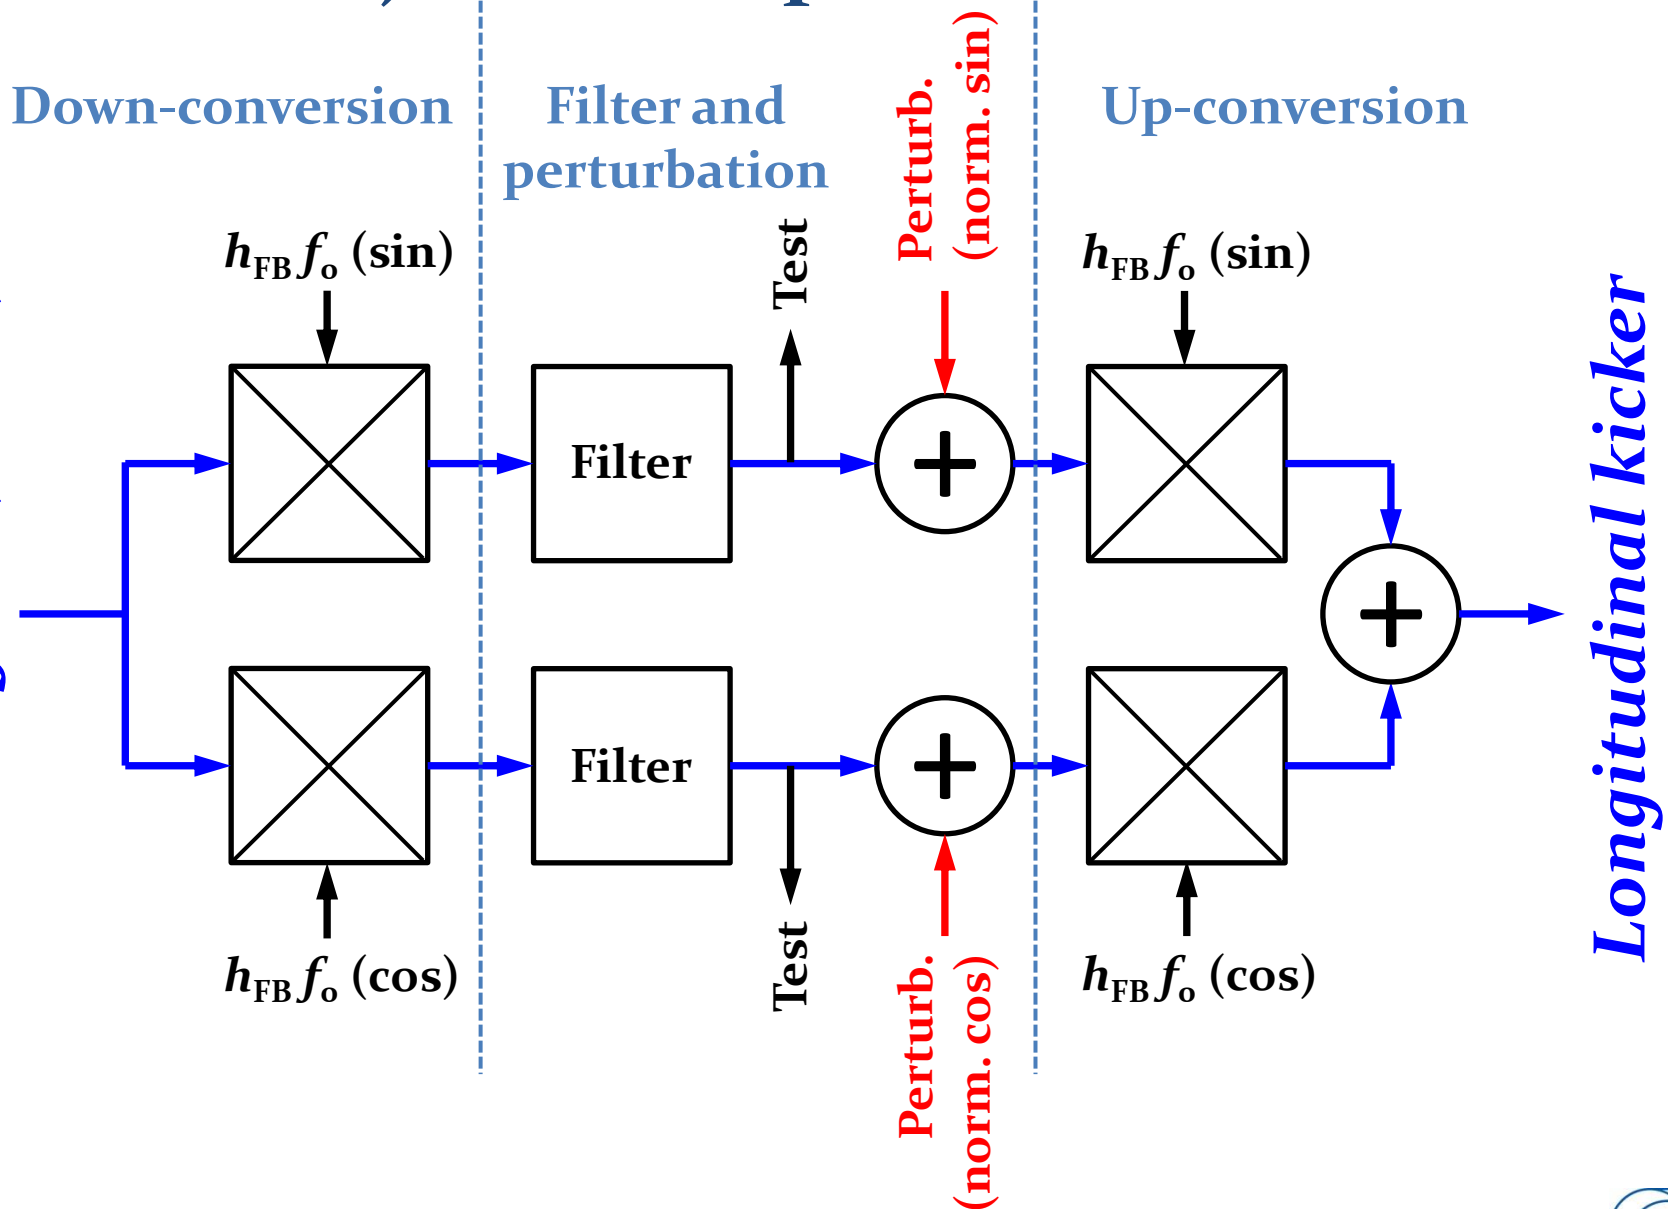 Down-conversion
Filter and
perturbation
Perturb.
(norm. sin)
Up-conversion
hFB fo (sin)
Test
hFB fo (sin)
Filter
+
+
Filter
+
hFB fo (cos)
Test
Perturb.
(norm. cos)
hFB fo (cos)
Longitudinal kicker